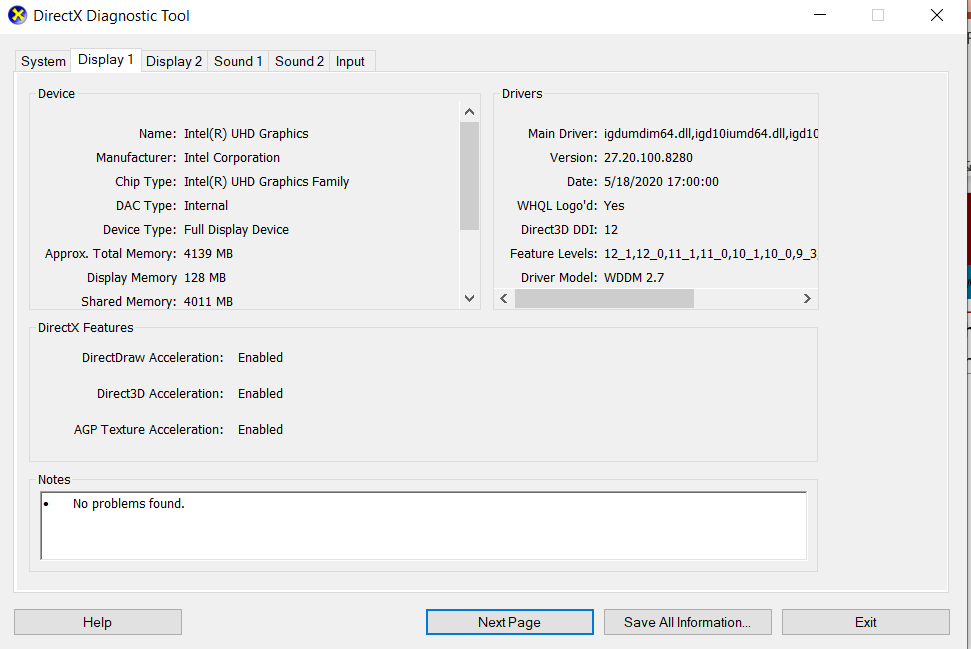 DirectX Diagnostic Tool
System Display 1 Display 2 Sound 1 Sound 2 Input
Device
Name: Intel(R) UHD Graphics
Manufacturer: Intel Corporation
Chip Type: Intel(R) UHD Graphics Family
DAC Type: Internal
Device Type: Full Display Device
Approx. Total Memory: 4139 MB
Display Memory 128 MB
Shared Memory: 4011 MB
Drivers
Main Driver: igdumdim64.dll,igd10iumd64.dll,igd10
Version: 27.20.100.8280
Date: 5/18/2020 17:00:00
WHQL Logo'd: Yes
Direct3D DDI: 12
Feature Levels: 12_1,12_0,11_1,11_0,10_1,10_0,9_3,
Driver Model: WDDM 2.7
DirectX Features
DirectDraw Acceleration: Enabled
Direct3D Acceleration: Enabled
AGP Texture Acceleration: Enabled
Notes
• No problems found.
Help Next Page Save All Information... Exit